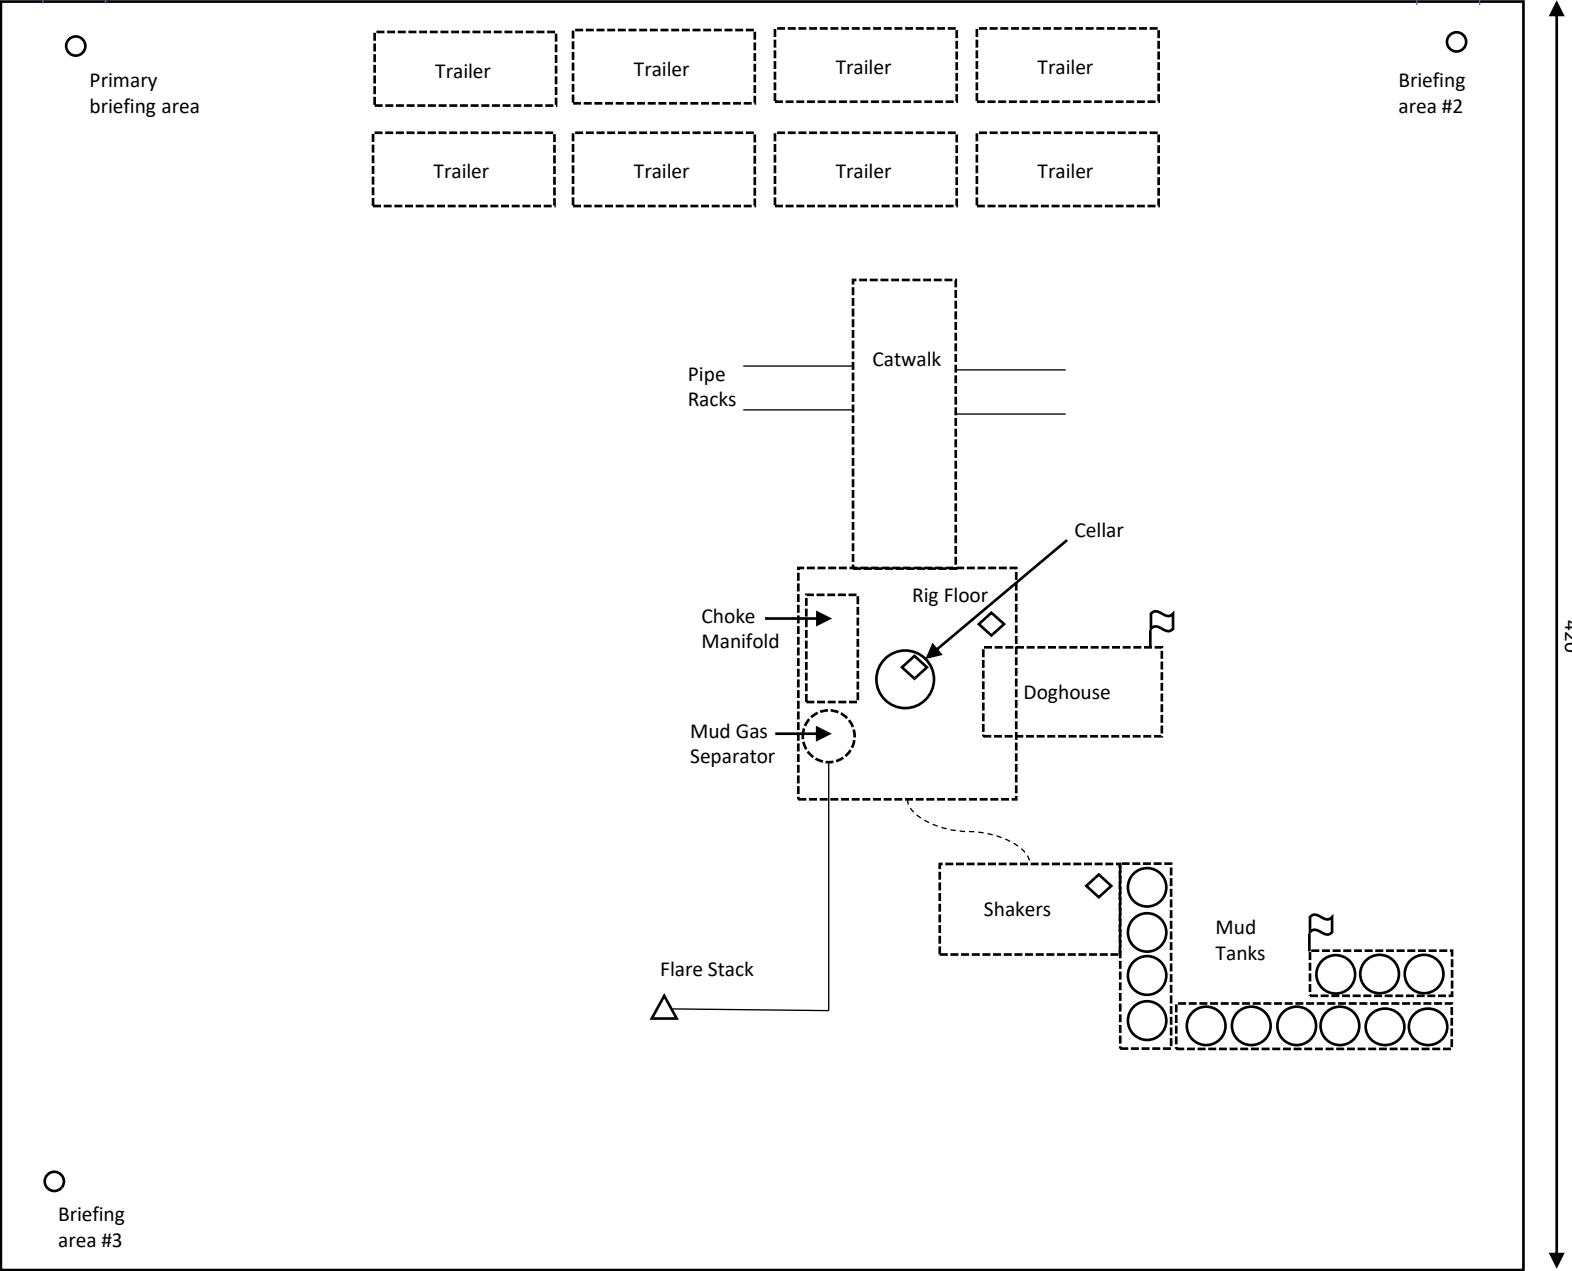 Primary
briefing area
Trailer
Trailer
Trailer
Trailer
Briefing
area #2
Trailer
Trailer
Trailer
Trailer
Catwalk
Pipe
Racks
Cellar
Rig Floor
Choke
Manifold
420
Doghouse
Mud Gas
Separator
Shakers
Mud
Tanks
Flare Stack
Briefing
area #3